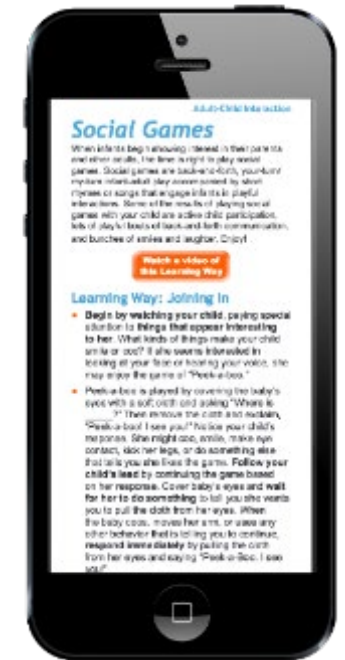 Adult-Child Interaction
Social Games
When infants begin showing interest in their parents
and other adults, the time is right to play social
games. Social games are back-and-forth, your-turn/
my-turn interactive play accompanied by short
rhymes or songs that engage infants in playful
interactions. Some of the results of playing social
games with your child are active child participation,
lots of playful bouts of back-and-forth communication,
and bunches of smiles and laughter. Enjoy!
Watch a video of
this Learning Way
Learning Way: Joining In
• Begin by watching your child, paying special
attention to things that appear interesting
to her. What kinds of things make your child
smile or coo? If she seems interested in
looking at your face or hearing your voice, she
may enjoy the game of "Peek-a-boo."
• Peek-a-boo is played by covering the baby's
eyes with a soft cloth and asking "Where is
____?" Then remove the cloth and exclaim,
"Peek-a-boo! I see you!" Notice your child's
response. She might coo, smile, make eye
contact, kick her legs, or do something else
that tells you she likes the game. Follow your
child's lead by continuing the game based
on her response. Cover baby's eyes and wait
for her to do something to tell you she wants
you to pull the cloth from her eyes. When
the baby coos, moves her arm, or uses any
other behavior that is telling you to continue,
respond immediately by pulling the cloth
from her eyes and saying "Peek-a-Boo. I see
you!"